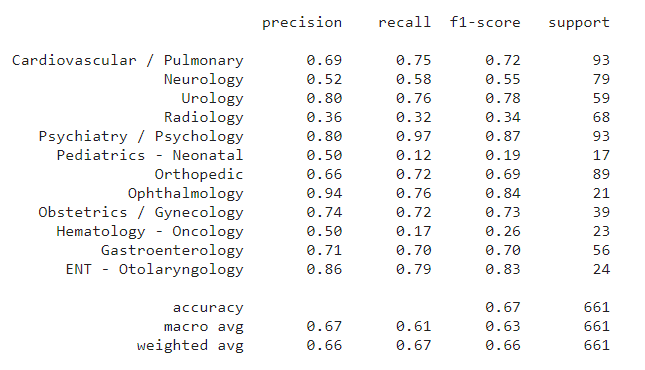 precision recall f1-score support
Cardiovascular / Pulmonary 0.69 0.75 0.72 93
Neurology 0.52 0.58 0.55 79
Urology 0.80 0.76 0.78 59
Radiology 0.36 0.32 0.34 68
Psychiatry / Psychology 0.80 0.97 0.87 93
Pediatrics - Neonatal 0.50 0.12 0.19 17
Orthopedic 0.66 0.72 0.69 89
Ophthalmology 0.94 0.76 0.84 21
Obstetrics / Gynecology 0.74 0.72 0.73 39
Hematology - Oncology 0.50 0.17 0.26 23
Gastroenterology 0.71 0.70 0.70 56
ENT - Otolaryngology 0.86 0.79 0.83 24
accuracy 0.67 661
macro avg 0.67 0.61 0.63 661
weighted avg 0.66 0.67 0.66 661